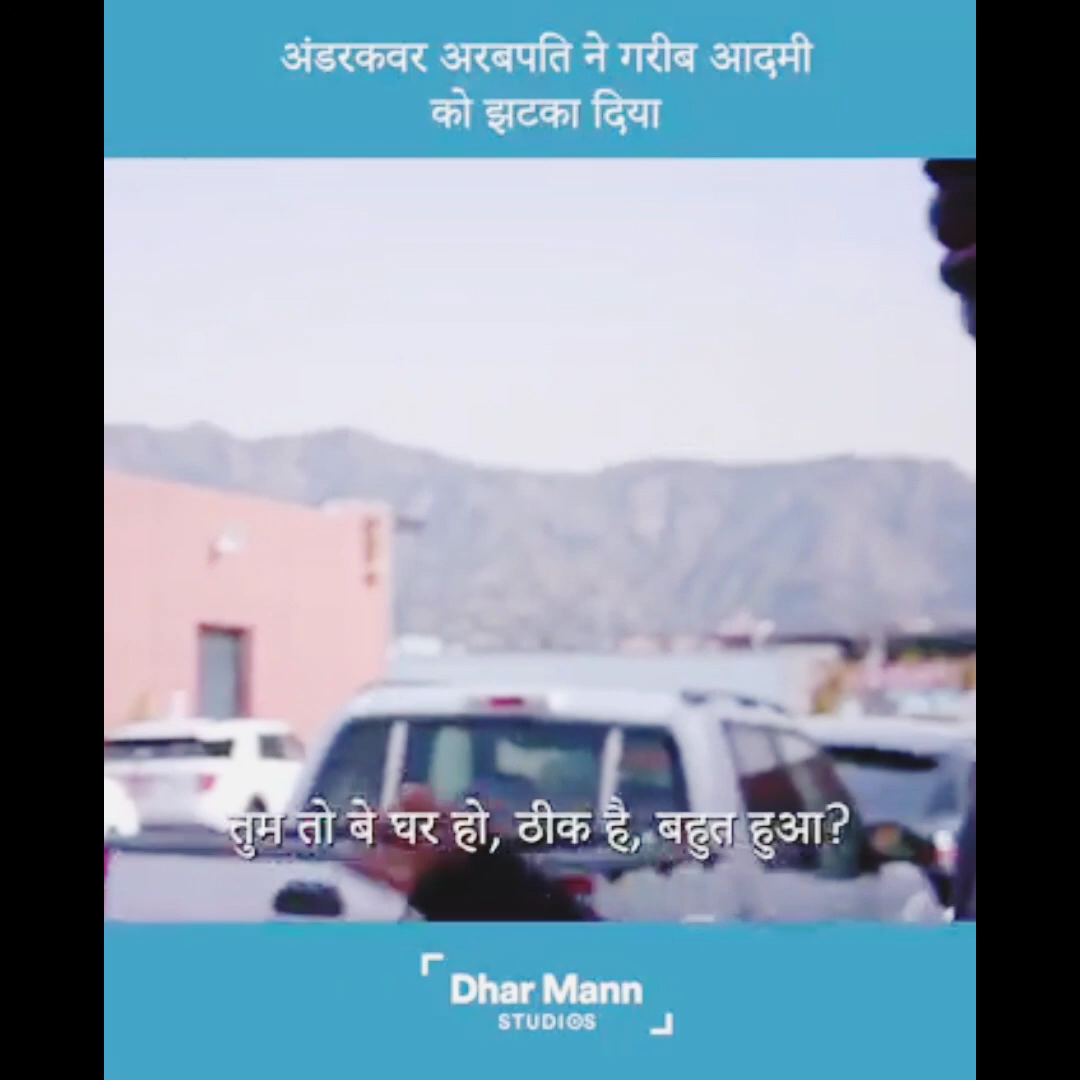 अंडरकवर अरबपति ने गरीब आदमी
को झटका दिया
तुम तो बे घर हो, ठीक है, बहुत हुआ?
Dhar Mann
STUDIOS